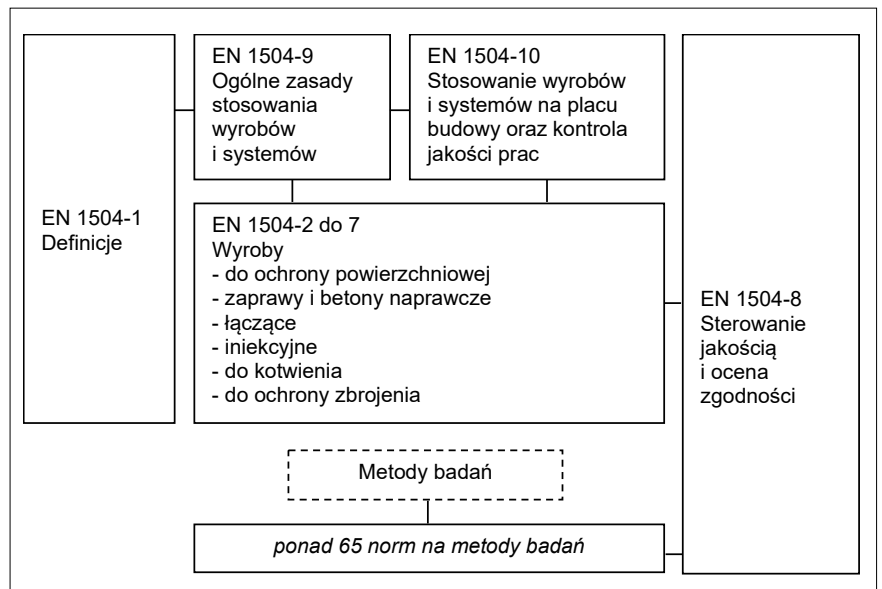 EN 1504-1
Definicje
EN 1504-9
Ogólne zasady
stosowania
wyrobów
i systemów
EN 1504-10
Stosowanie wyrobów
i systemów na placu
budowy oraz kontrola
jakości prac
EN 1504-2 do 7
Wyroby
- do ochrony powierzchniowej
- zaprawy i betony naprawcze
- łączące
- iniekcyjne
- do kotwienia
- do ochrony zbrojenia
EN 1504-8
Sterowanie
jakością
i ocena
zgodności
Metody badań
ponad 65 norm na metody badań